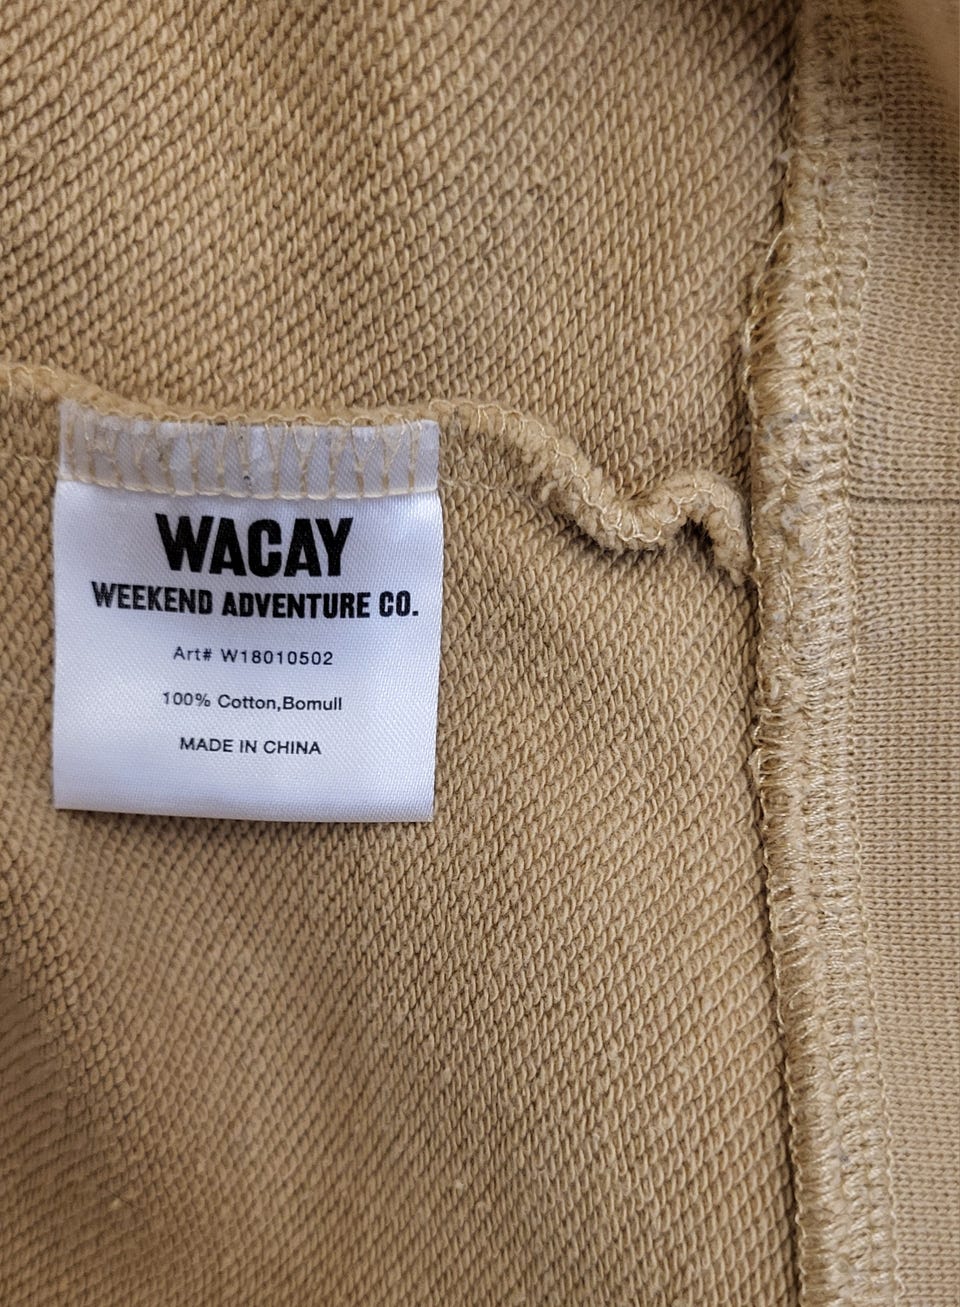 WACAY
WEEKEND ADVENTURE CO.
Art# W18010502
100% Cotton,Bomull
MADE IN CHINA